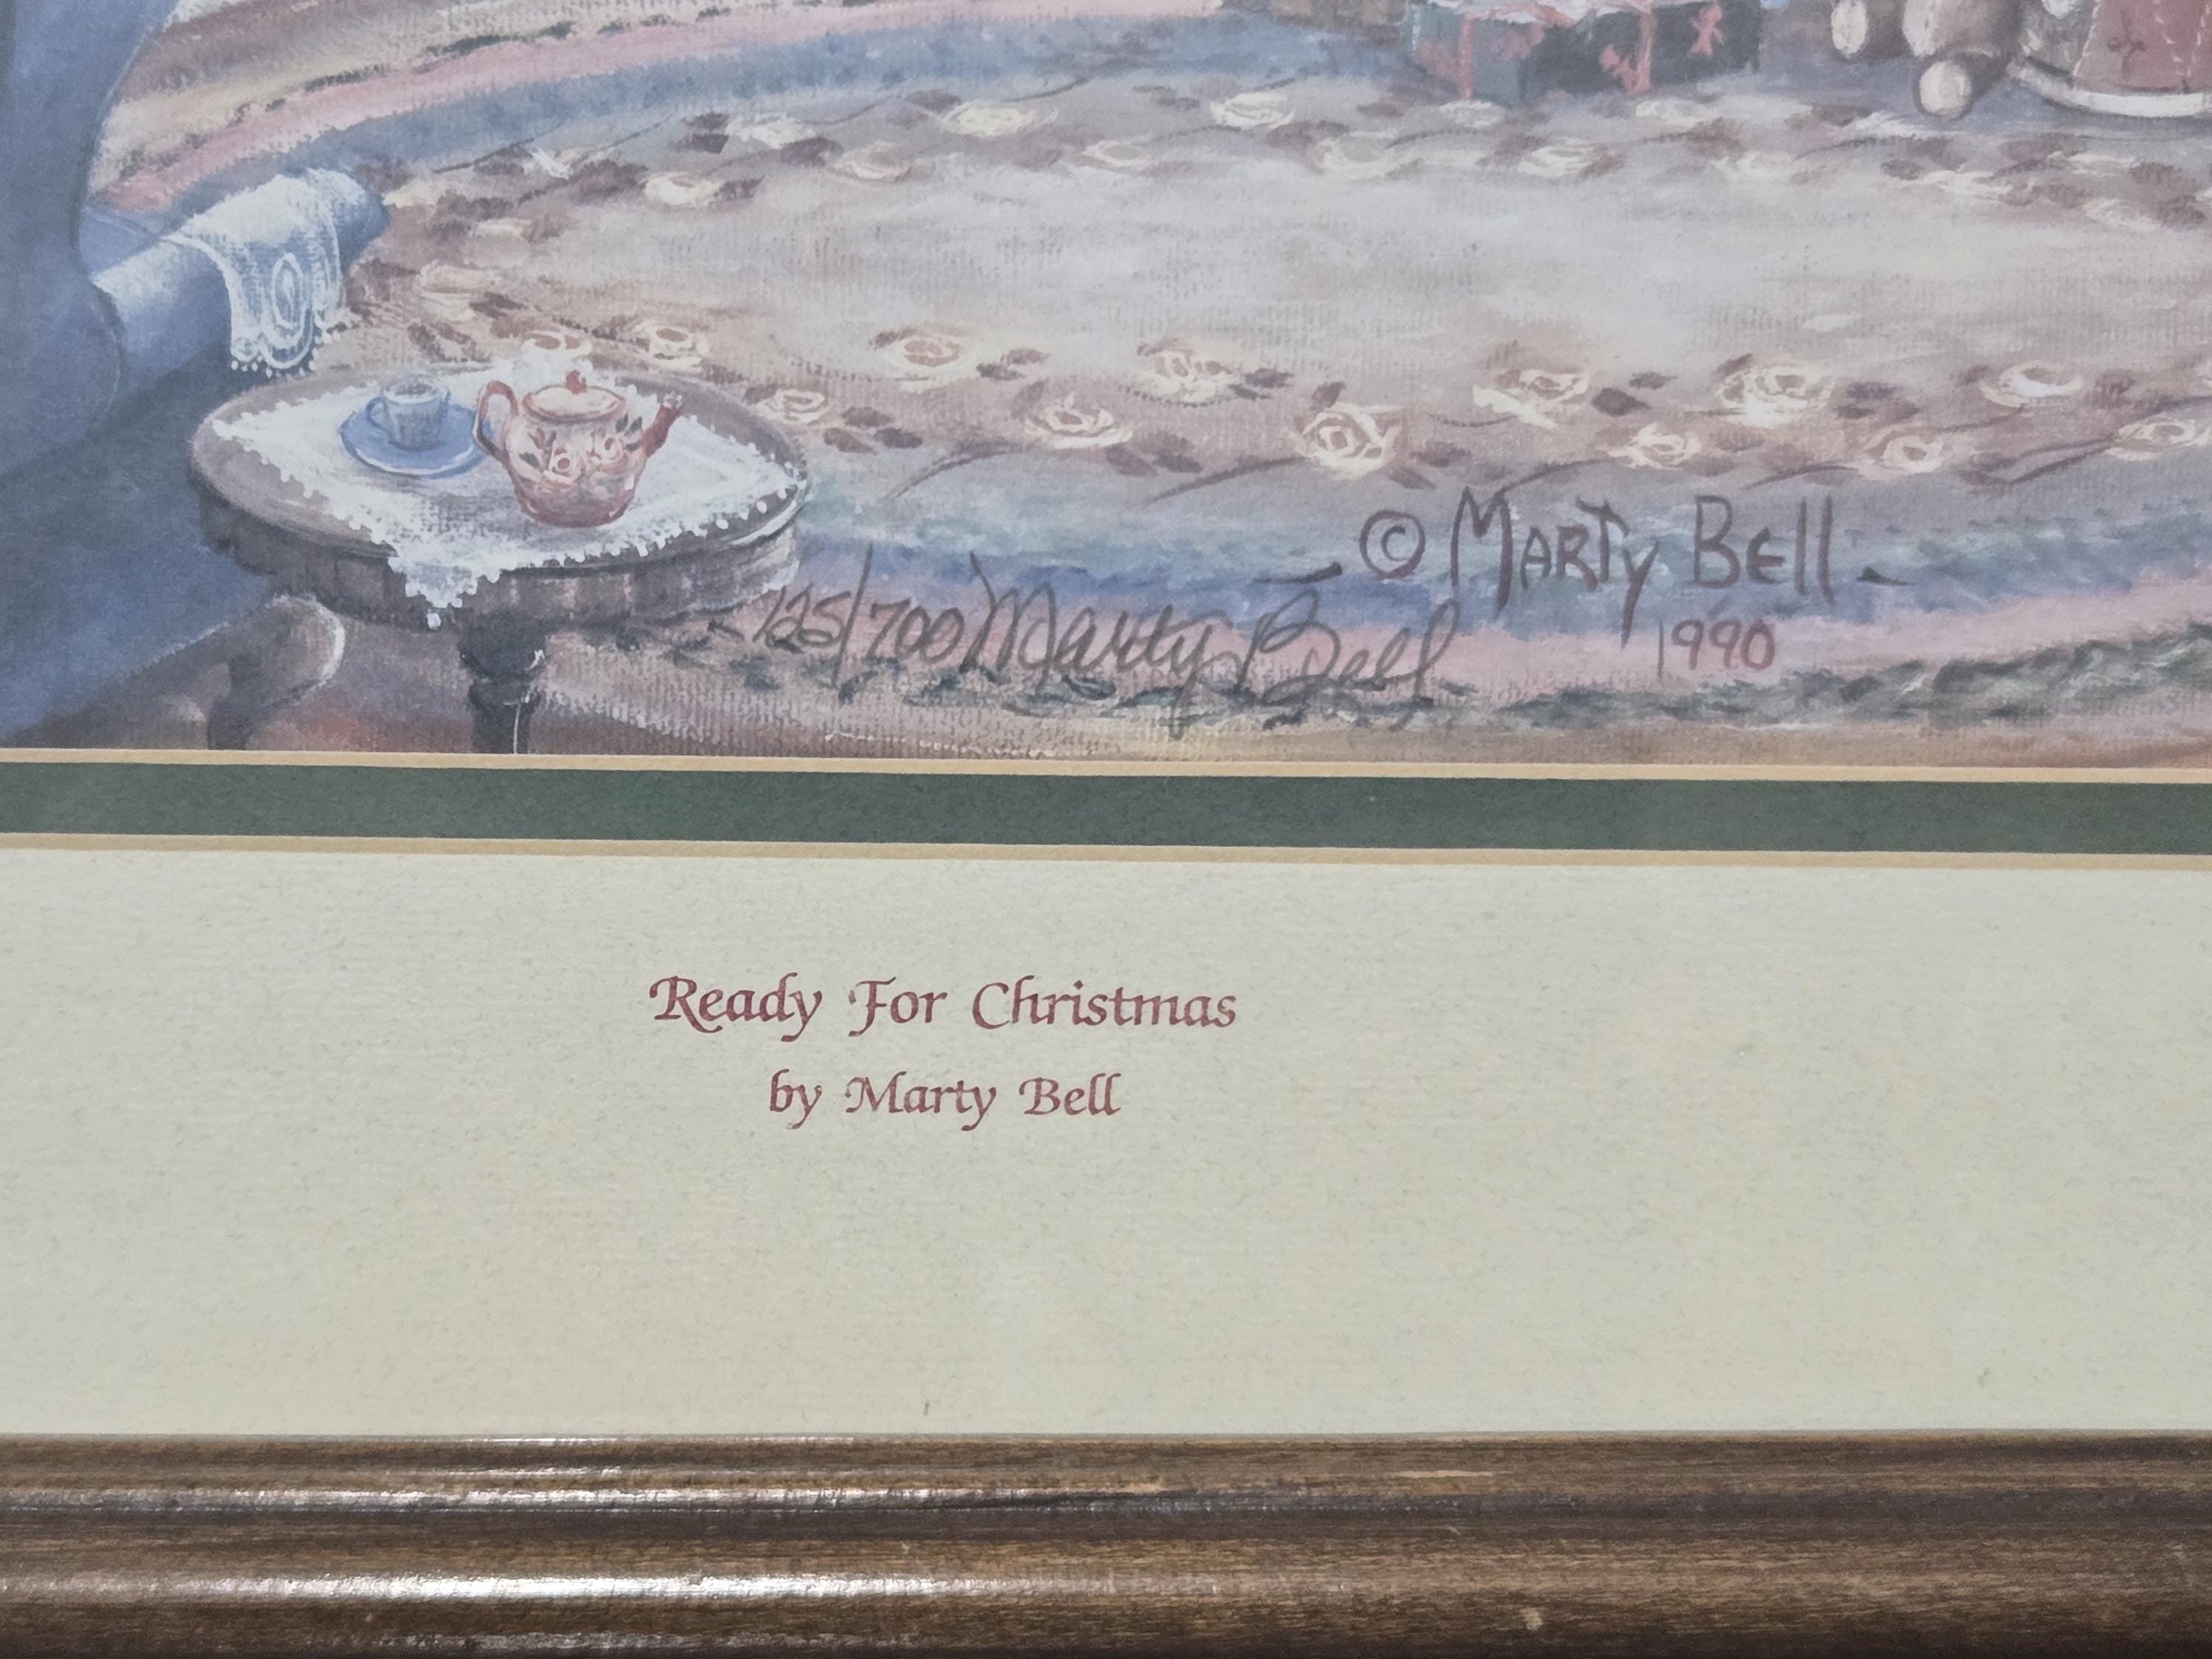 © Marty Bell
1990
125/700 Marty Bell
Ready For Christmas
by Marty Bell